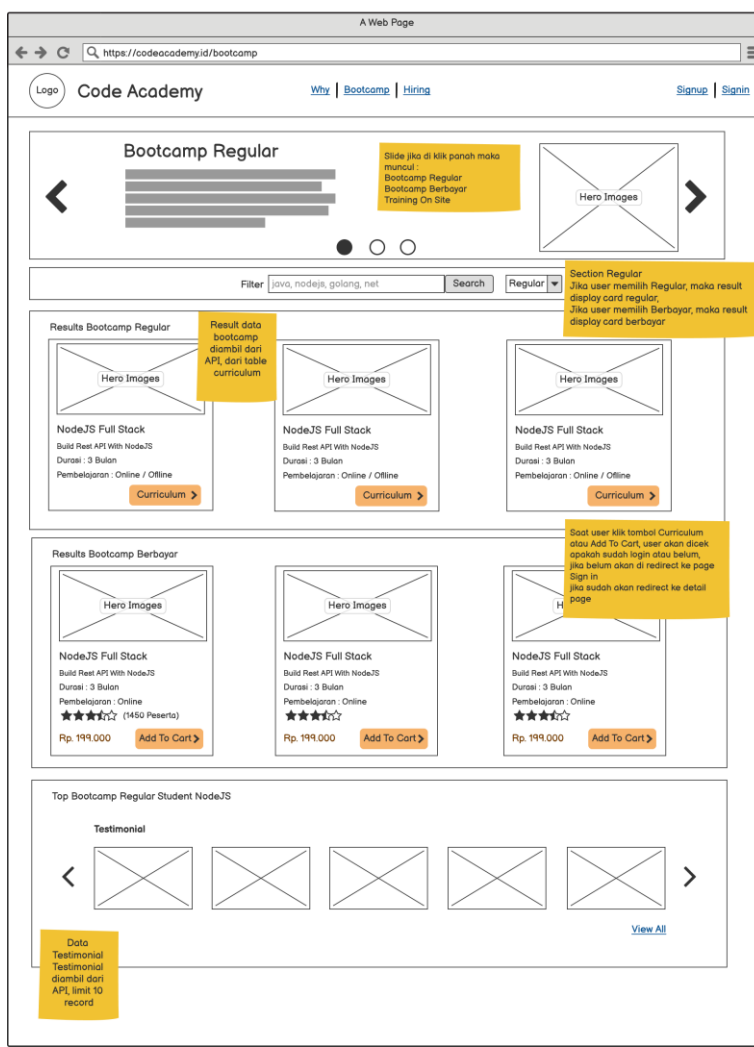 A Web Page
https://codeacademy.id/bootcamp
Logo
Code Academy
Why
Bootcamp
Hiring
Signup
Signin
Bootcamp Regular
Slide jika di klik panah maka
muncul :
Bootcamp Regular
Bootcamp Berbayar
Training On Site
Hero Images
Filter
java, nodejs, golang, net
Search
Regular
Section Regular
Jika user memilih Regular, maka result
display card regular,
Jika user memilih Berbayar, maka result
display card berbayar
Results Bootcamp Regular
Result data
bootcamp
diambil dari
API, dari table
curriculum
Hero Images
NodeJS Full Stack
Build Rest API With NodeJS
Durasi : 3 Bulan
Pembelajaran : Online / Offline
Curriculum
Hero Images
NodeJS Full Stack
Build Rest API With NodeJS
Durasi : 3 Bulan
Pembelajaran : Online / Offline
Curriculum
Hero Images
NodeJS Full Stack
Build Rest API With NodeJS
Durasi : 3 Bulan
Pembelajaran : Online / Offline
Curriculum
Saat user klik tombol Curriculum
atau Add To Cart, user akan dicek
apakah sudah login atau belum,
jika belum akan di redirect ke page
Sign in
jika sudah akan redirect ke detail
page
Results Bootcamp Berbayar
Hero Images
NodeJS Full Stack
Build Rest API With NodeJS
Durasi : 3 Bulan
Pembelajaran : Online
(1450 Peserta)
Rp. 199.000
Add To Cart
Hero Images
NodeJS Full Stack
Build Rest API With NodeJS
Durasi : 3 Bulan
Pembelajaran : Online
Rp. 199.000
Add To Cart
Hero Images
NodeJS Full Stack
Build Rest API With NodeJS
Durasi : 3 Bulan
Pembelajaran : Online
Rp. 199.000
Add To Cart
Top Bootcamp Regular Student NodeJS
Testimonial
View All
Data
Testimonial
Testimonial
diambil dari
API, limit 10
record